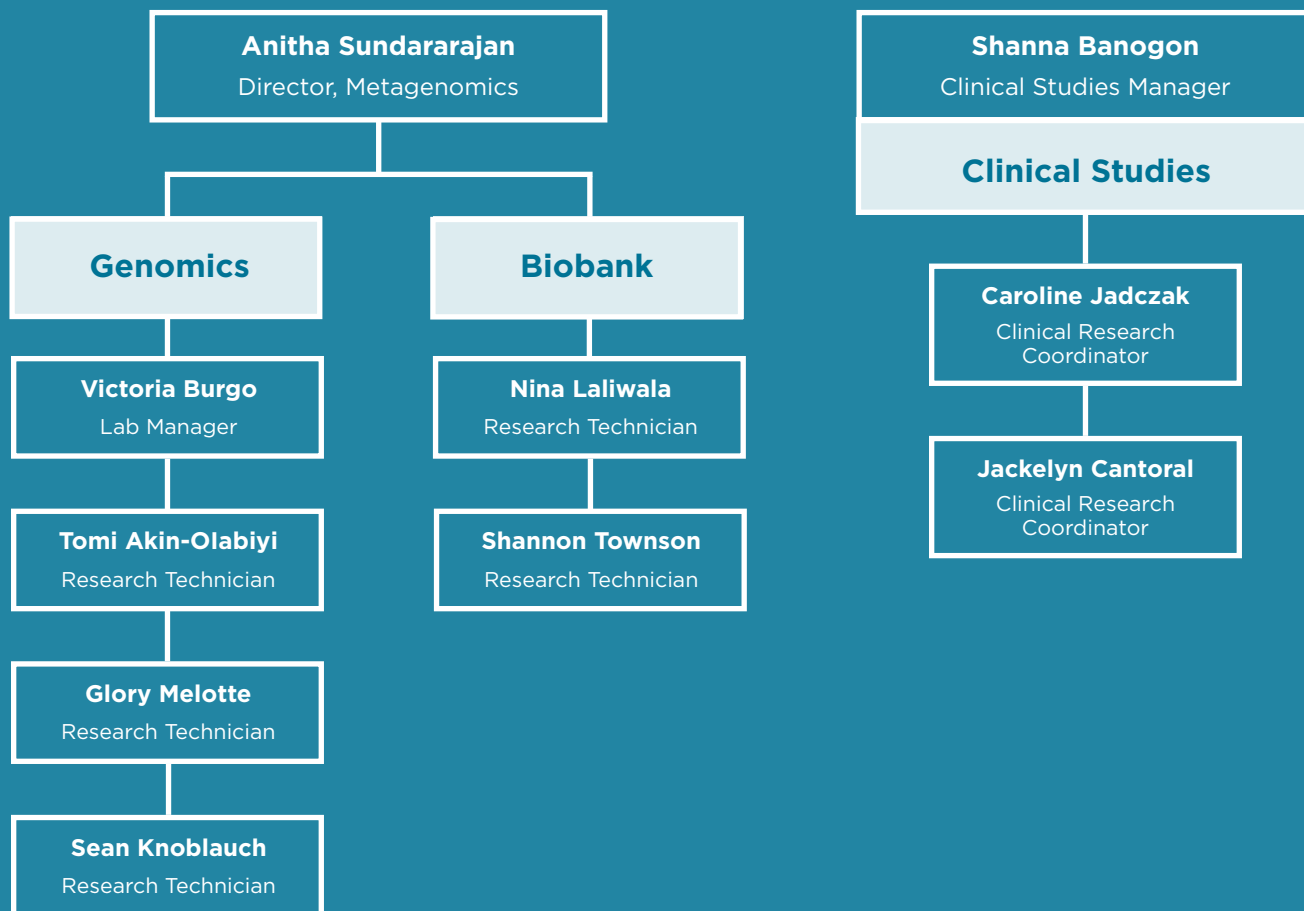 Anitha Sundararajan
Director, Metagenomics
Shanna Banogon
Clinical Studies Manager
Clinical Studies
Genomics
Biobank
Victoria Burgo
Lab Manager
Tomi Akin-Olabiyi
Research Technician
Glory Melotte
Research Technician
Sean Knoblauch
Research Technician
Nina Laliwala
Research Technician
Shannon Townson
Research Technician
Caroline Jadczak
Clinical Research
Coordinator
Jackelyn Cantoral
Clinical Research
Coordinator